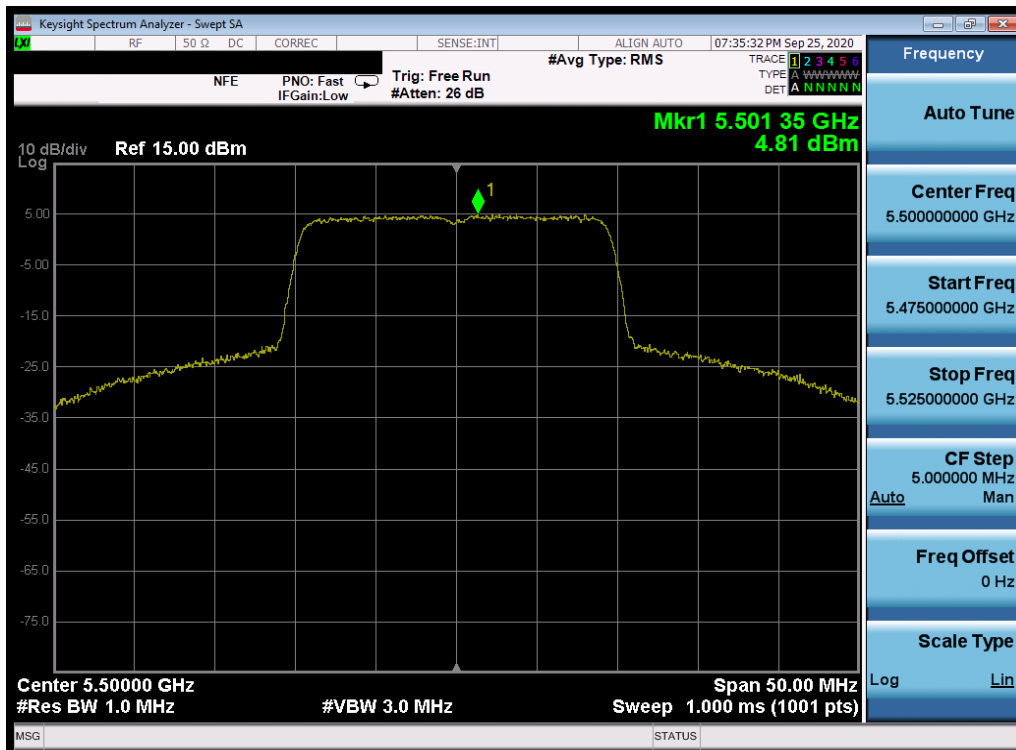 Keysight Spectrum Analyzer - Swept SA
LXI RF 50 Ω DC CORREC SENSE:INT ALIGN AUTO 07:35:32 PM Sep 25, 2020
Frequency
NFE PNO: Fast Trig: Free Run #Avg Type: RMS TRACE 1 2 3 4 5 6
IFGain:Low #Atten: 26 dB TYPE A WWWWW
DET A N N N N N
Auto Tune
Mkr1 5.501 35 GHz
4.81 dBm
10 dB/div Ref 15.00 dBm
Log
1
5.00
-5.00
-15.0
-25.0
-35.0
-45.0
-55.0
-65.0
-75.0
Center Freq
5.500000000 GHz
Start Freq
5.475000000 GHz
Stop Freq
5.525000000 GHz
CF Step
5.000000 MHz
Auto Man
Freq Offset
0 Hz
Scale Type
Log Lin
Center 5.50000 GHz Span 50.00 MHz
#Res BW 1.0 MHz #VBW 3.0 MHz Sweep 1.000 ms (1001 pts)
MSG STATUS